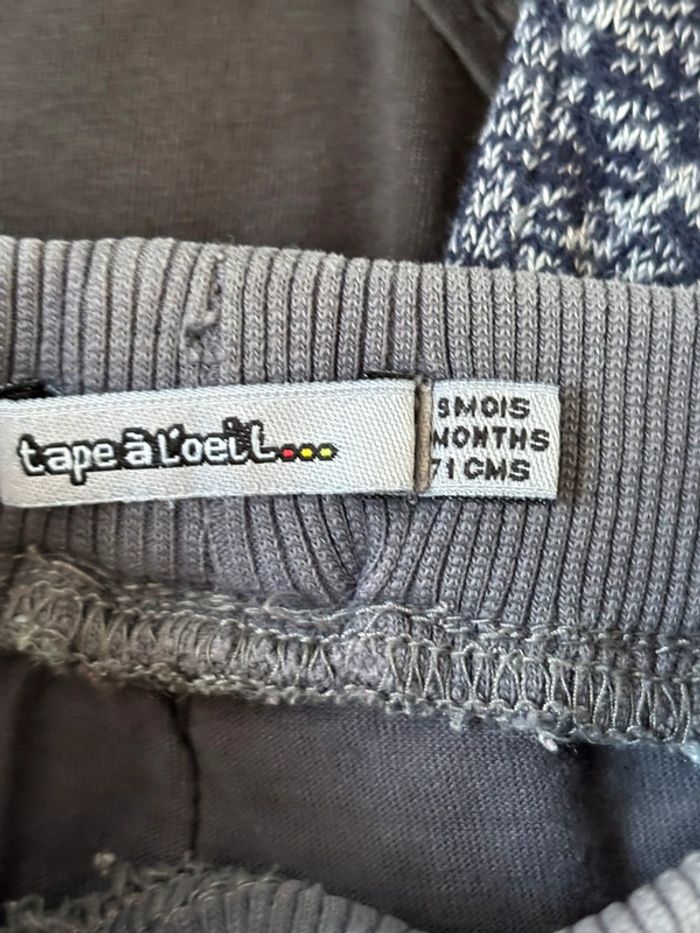 tape à l'oeil...
MOIS
MONTHS
71 CMS